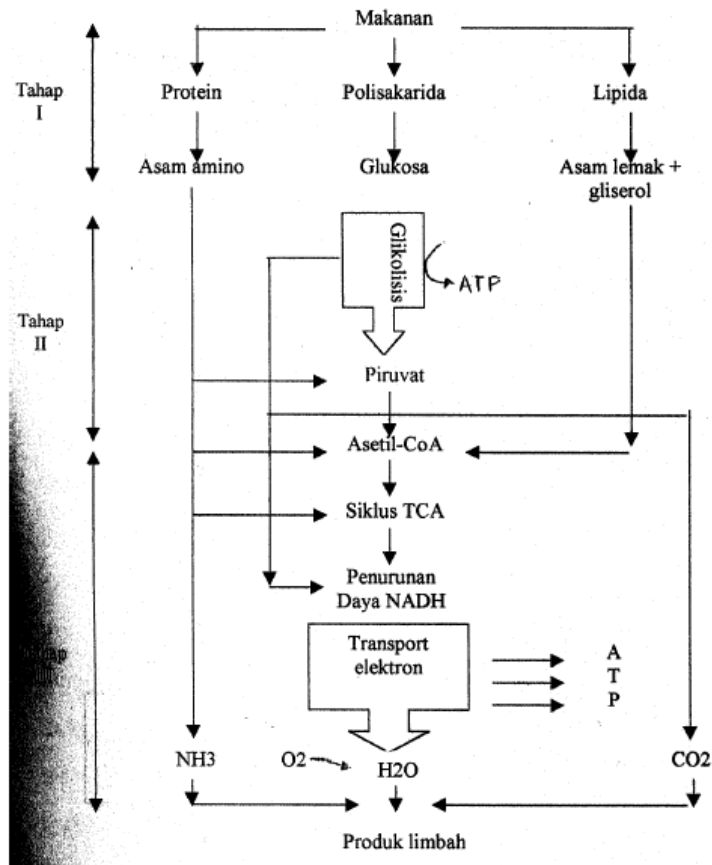 Makanan
Tahap
I
Protein
Polisakarida
Lipida
Asam amino
Glukosa
Asam lemak +
gliserol
Tahap
II
Glikolisis
ATP
Piruvat
Asetil-CoA
Siklus TCA
Penurunan
Daya NADH
Transport
elektron
A
T
P
NH3
O2
H2O
CO2
Produk limbah